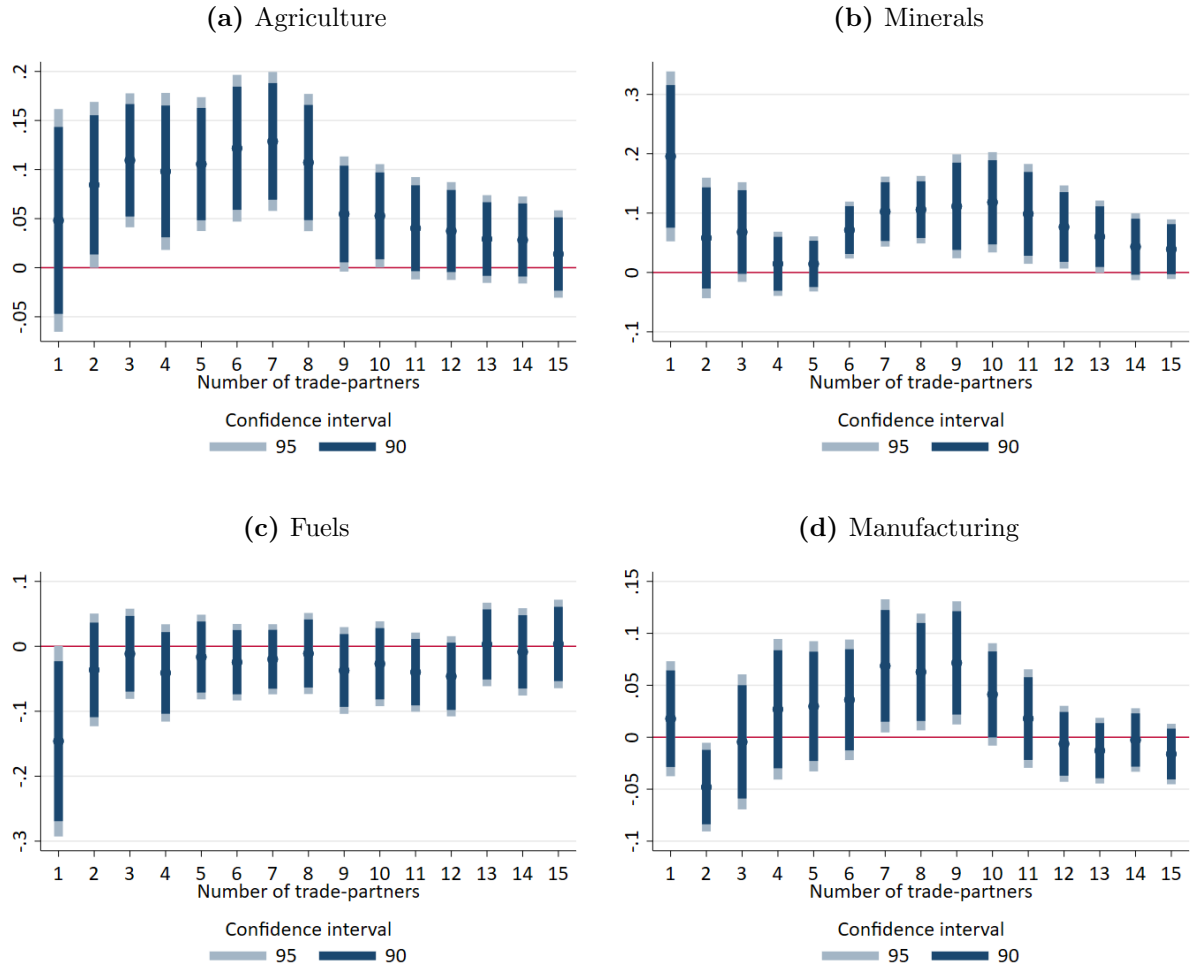 (a) Agriculture
.2
.15
.1
.05
0
-.05
1 2 3 4 5 6 7 8 9 10 11 12 13 14 15
Number of trade-partners
Confidence interval
95 90
(b) Minerals
.3
.2
.1
0
-.1
1 2 3 4 5 6 7 8 9 10 11 12 13 14 15
Number of trade-partners
Confidence interval
95 90
(c) Fuels
.1
0
-.1
-.2
-.3
1 2 3 4 5 6 7 8 9 10 11 12 13 14 15
Number of trade-partners
Confidence interval
95 90
(d) Manufacturing
.15
.1
.05
0
-.05
-.1
1 2 3 4 5 6 7 8 9 10 11 12 13 14 15
Number of trade-partners
Confidence interval
95 90